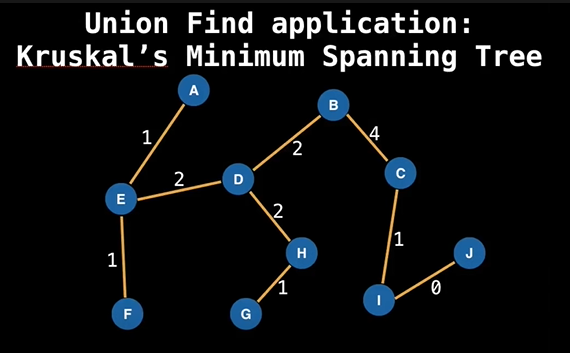 Union Find application:
Kruskal's Minimum Spanning Tree
A
B
1
4
2
2
C
D
E
2
1
H
J
1
1
0
I
F
G